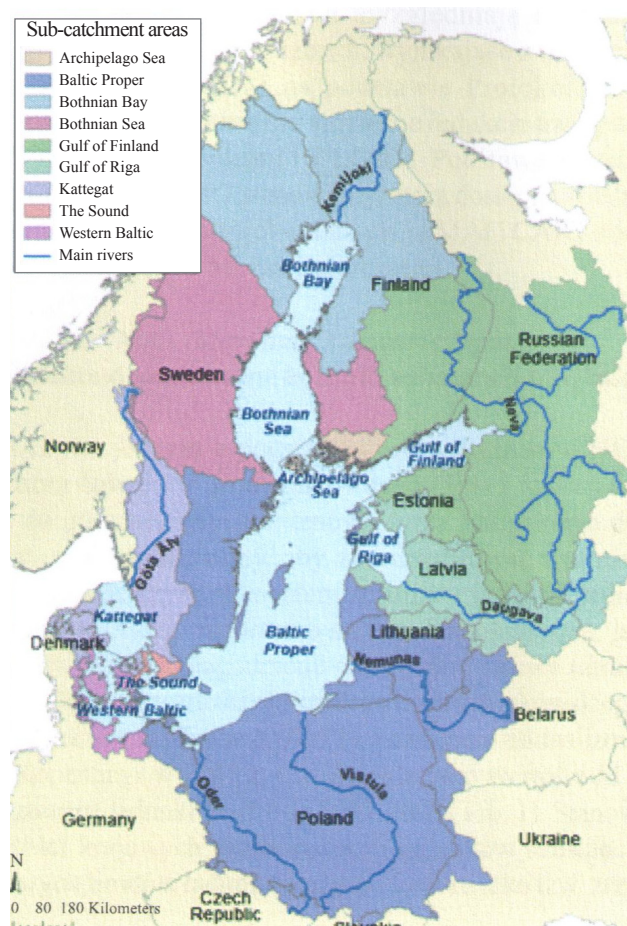 Sub-catchment areas
Archipelago Sea
Baltic Proper
Bothnian Bay
Bothnian Sea
Gulf of Finland
Gulf of Riga
Kattegat
The Sound
Western Baltic
Main rivers
Kemijoki
Bothnian
Bay
Finland
Russian
Federation
Sweden
Bothnian
Sea
Neva
Norway
Gulf of
Finland
Archipelago
Sea
Estonia
Göta Älv
Gulf of
Riga
Latvia
Daugava
Kattegat
Baltic
Proper
Lithuania
Denmark
Nemunas
The Sound
Western Baltic
Belarus
Oder
Vistula
Poland
Germany
Ukraine
N
0 80 180 Kilometers
Czech
Republic